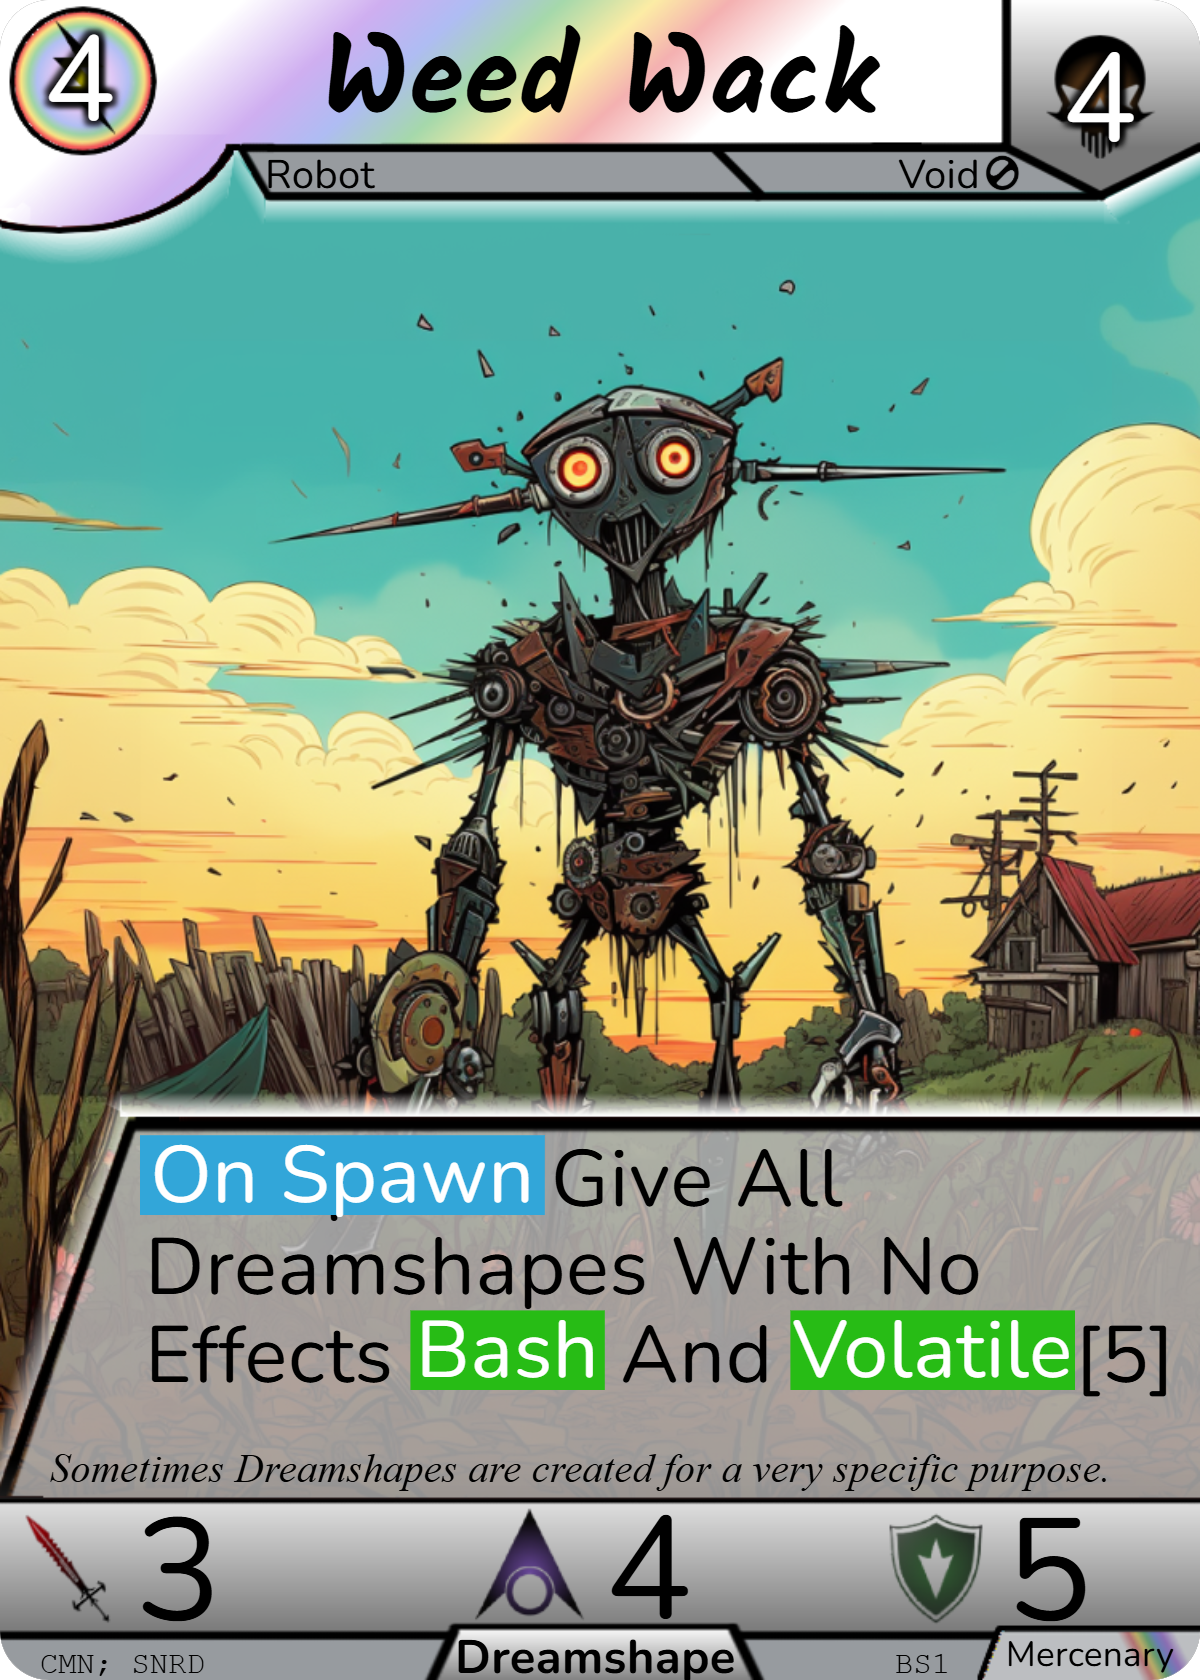 4
Weed Wack
4
Robot
Void
On Spawn Give All
Dreamshapes With No
Effects Bash And Volatile[5]
Sometimes Dreamshapes are created for a very specific purpose.
3
4
5
CMN; SNRD
Dreamshape
BS1
Mercenary